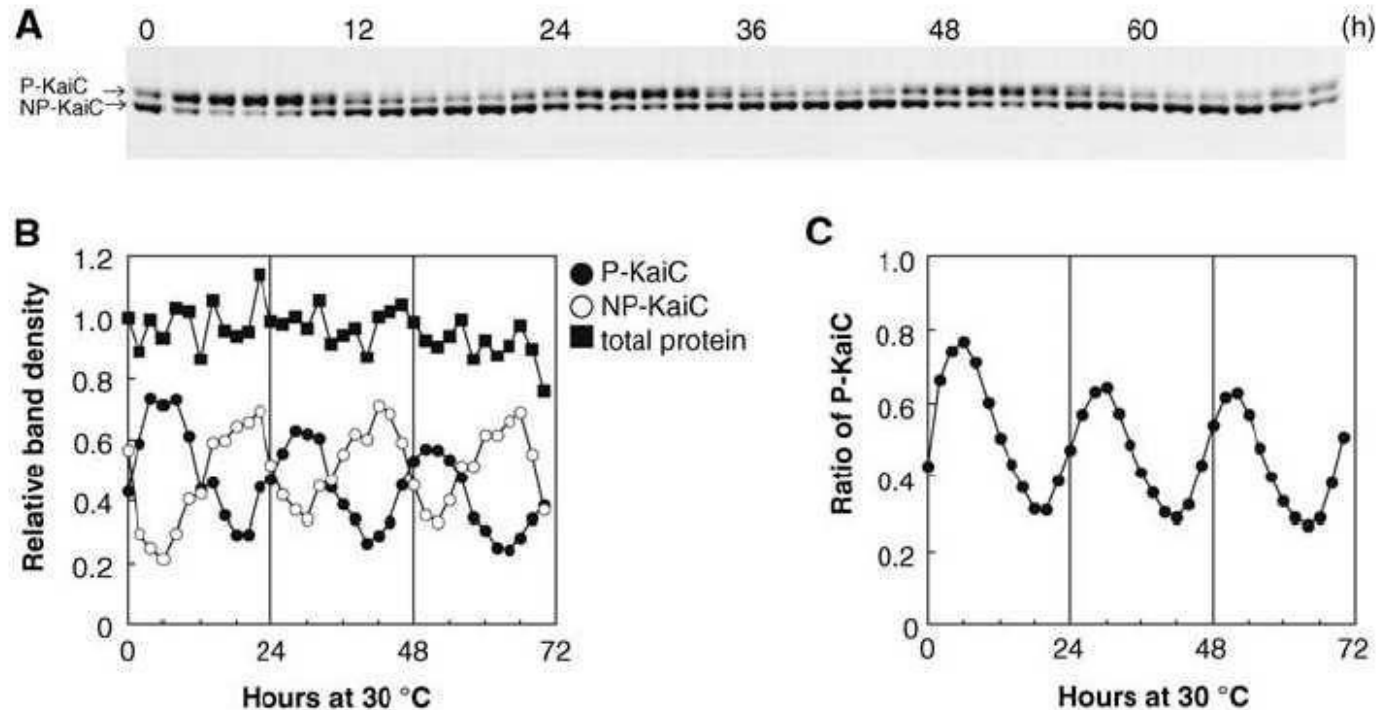 A
0 12 24 36 48 60 (h)
P-KaiC
NP-KaiC
B
1.2
1.0
0.8
0.6
0.4
0.2
0
0 24 48 72
Relative band density
Hours at 30 °C
P-KaiC
NP-KaiC
total protein
C
1.0
0.8
0.6
0.4
0.2
0
0 24 48 72
Ratio of P-KaiC
Hours at 30 °C